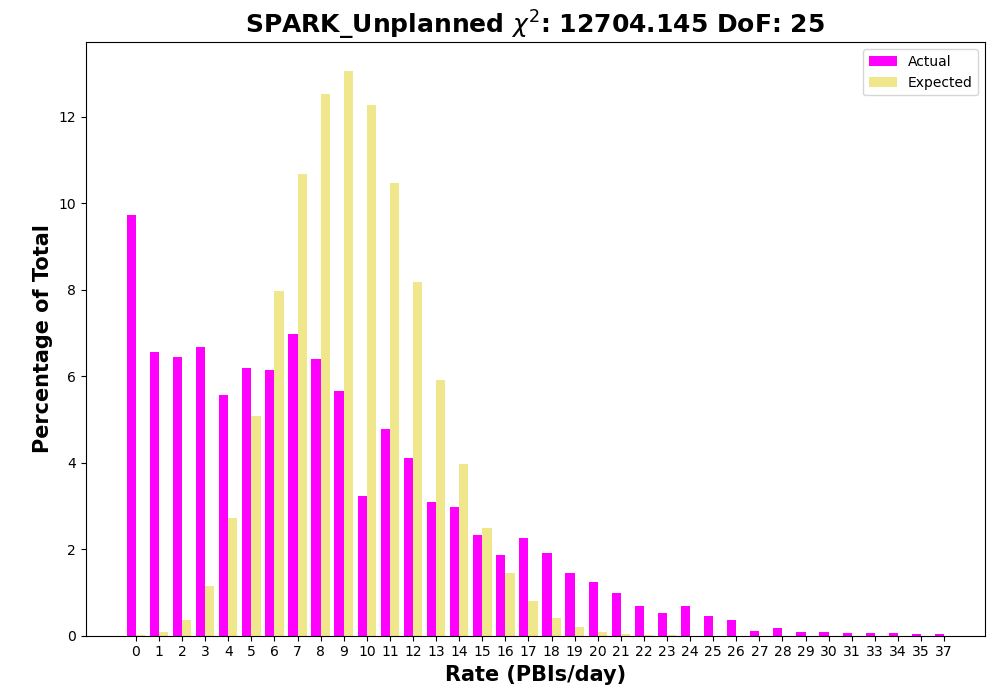 SPARK_Unplanned χ²: 12704.145 DoF: 25
Actual
Expected
Percentage of Total
12
10
8
6
4
2
0
0 1 2 3 4 5 6 7 8 9 10 11 12 13 14 15 16 17 18 19 20 21 22 23 24 25 26 27 28 29 30 31 33 34 35 37
Rate (PBIs/day)